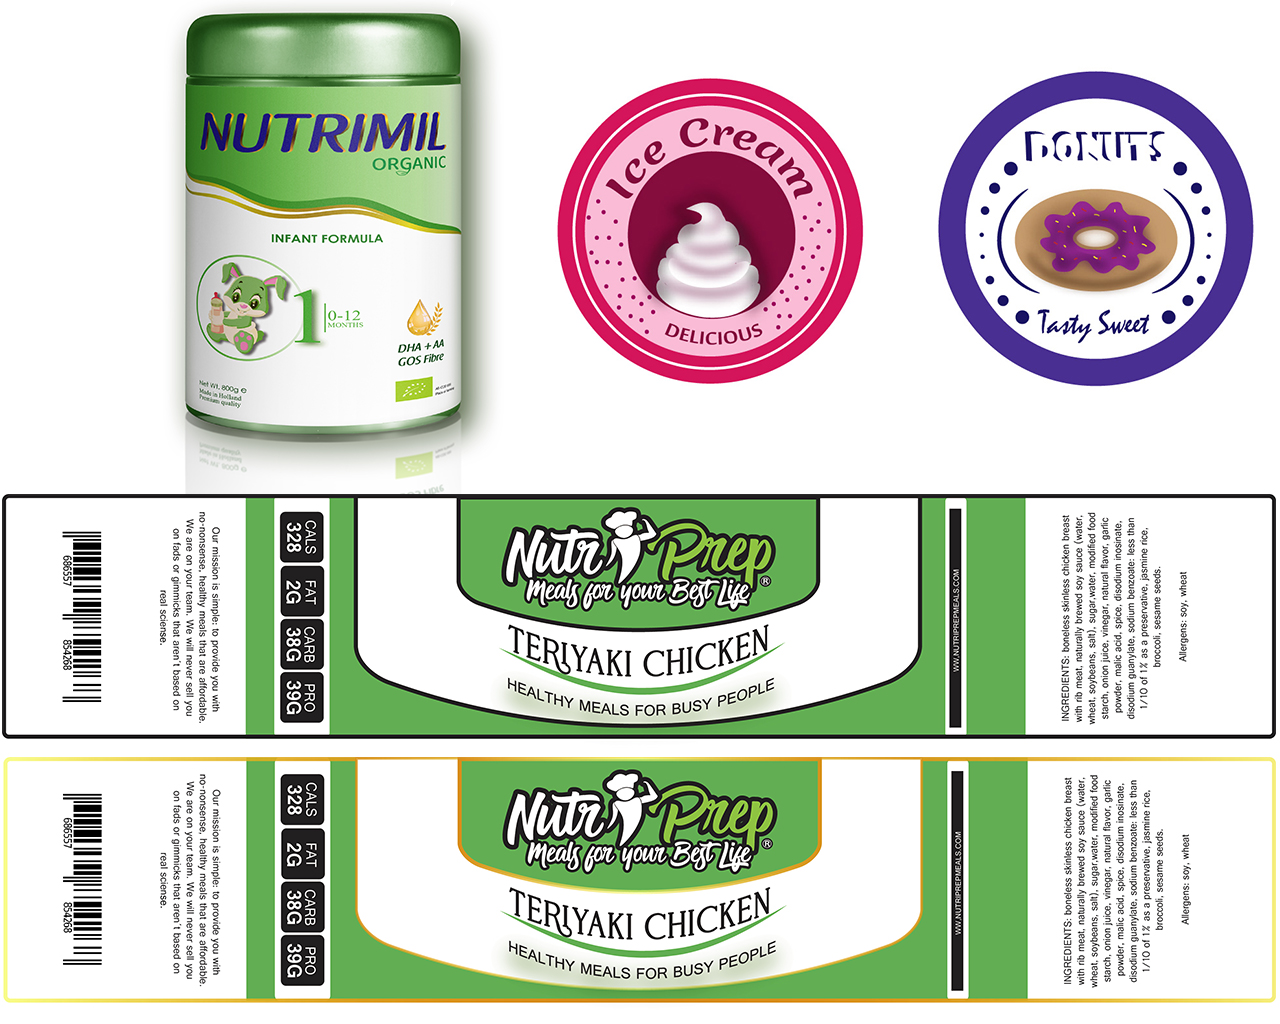 NUTRIMIL
ORGANIC
INFANT FORMULA
1
0-12
MONTHS
DHA + AA
GOS Fibre
Net Wt. 800g e
Made in Holland
Premium quality
Ice Cream
DELICIOUS
DONUTS
Tasty Sweet
686557 854268
Our mission is simple: to provide you with
no-nonsense, healthy meals that are affordable.
We are on your team. We will never sell you
on fads or gimmicks that aren't based on
real sciense.
CALS
328
FAT
2G
CARB
38G
PRO
39G
Nutri Prep
Meals for your Best Life ®
TERIYAKI CHICKEN
HEALTHY MEALS FOR BUSY PEOPLE
WW.NUTRIPREPMEALS.COM
INGREDIENTS: boneless skinless chicken breast
with rib meat, naturally brewed soy sauce (water,
wheat, soybeans, salt), sugar.water, modified food
starch, onion juice, vinegar, natural flavor, garlic
powder, malic acid, spice, disodium inosinate,
disodium guanylate, sodium benzoate: less than
1/10 of 1% as a preservative, jasmine rice,
broccoli, sesame seeds.
Allergens: soy, wheat
686557 854268
Our mission is simple: to provide you with
no-nonsense, healthy meals that are affordable.
We are on your team. We will never sell you
on fads or gimmicks that aren't based on
real sciense.
CALS
328
FAT
2G
CARB
38G
PRO
39G
Nutri Prep
Meals for your Best Life ®
TERIYAKI CHICKEN
HEALTHY MEALS FOR BUSY PEOPLE
WW.NUTRIPREPMEALS.COM
INGREDIENTS: boneless skinless chicken breast
with rib meat, naturally brewed soy sauce (water,
wheat, soybeans, salt), sugar.water, modified food
starch, onion juice, vinegar, natural flavor, garlic
powder, malic acid, spice, disodium inosinate.
disodium guanylate, sodium benzoate: less than
1/10 of 1% as a preservative, jasmine rice,
broccoli, sesame seeds.
Allergens: soy, wheat